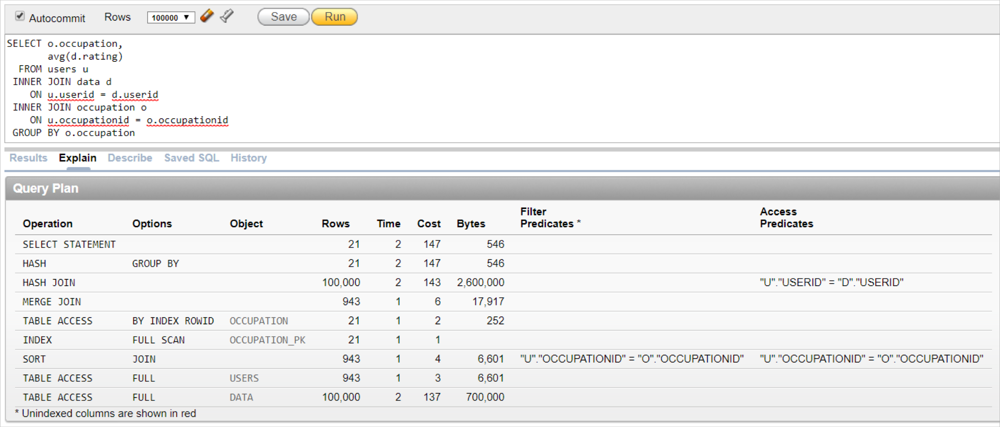 Autocommit Rows 100000 ▼ Save Run
SELECT o.occupation,
avg(d.rating)
FROM users u
INNER JOIN data d
ON u.userid = d.userid
INNER JOIN occupation o
ON u.occupationid = o.occupationid
GROUP BY o.occupation
Results Explain Describe Saved SQL History
Query Plan
Operation Options Object Rows Time Cost Bytes Filter Predicates * Access Predicates
SELECT STATEMENT 21 2 147 546
HASH GROUP BY 21 2 147 546
HASH JOIN 100,000 2 143 2,600,000 "U"."USERID" = "D"."USERID"
MERGE JOIN 943 1 6 17,917
TABLE ACCESS BY INDEX ROWID OCCUPATION 21 1 2 252
INDEX FULL SCAN OCCUPATION_PK 21 1 1
SORT JOIN 943 1 4 6,601 "U"."OCCUPATIONID" = "O"."OCCUPATIONID" "U"."OCCUPATIONID" = "O"."OCCUPATIONID"
TABLE ACCESS FULL USERS 943 1 3 6,601
TABLE ACCESS FULL DATA 100,000 2 137 700,000
* Unindexed columns are shown in red